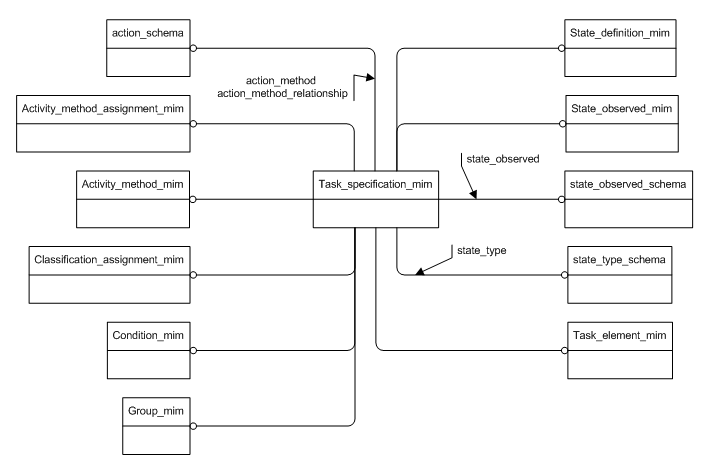 action_schema
State_definition_mim
action_method
action_method_relationship
Activity_method_assignment_mim
State_observed_mim
state_observed
Activity_method_mim
Task_specification_mim
state_observed_schema
state_type
Classification_assignment_mim
state_type_schema
Condition_mim
Task_element_mim
Group_mim